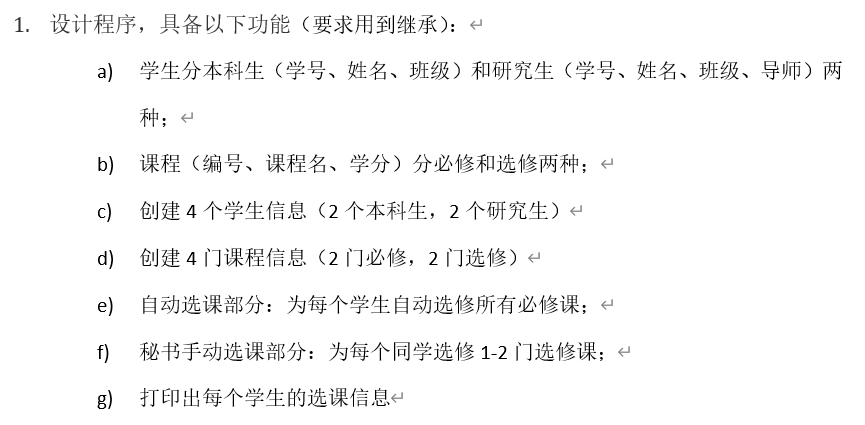 1. 设计程序，具备以下功能（要求用到继承）：↵
a) 学生分本科生（学号、姓名、班级）和研究生（学号、姓名、班级、导师）两
种；↵
b) 课程（编号、课程名、学分）分必修和选修两种；↵
c) 创建 4 个学生信息（2 个本科生，2 个研究生）↵
d) 创建 4 门课程信息（2 门必修，2 门选修）↵
e) 自动选课部分：为每个学生自动选修所有必修课；↵
f) 秘书手动选课部分：为每个同学选修 1-2 门选修课；↵
g) 打印出每个学生的选课信息↵